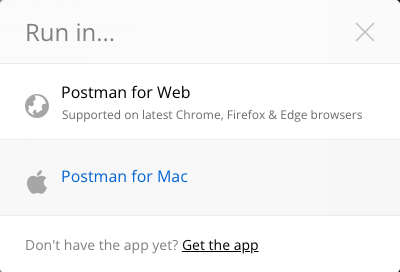 Run in...
Postman for Web
Supported on latest Chrome, Firefox & Edge browsers
Postman for Mac
Don't have the app yet? Get the app